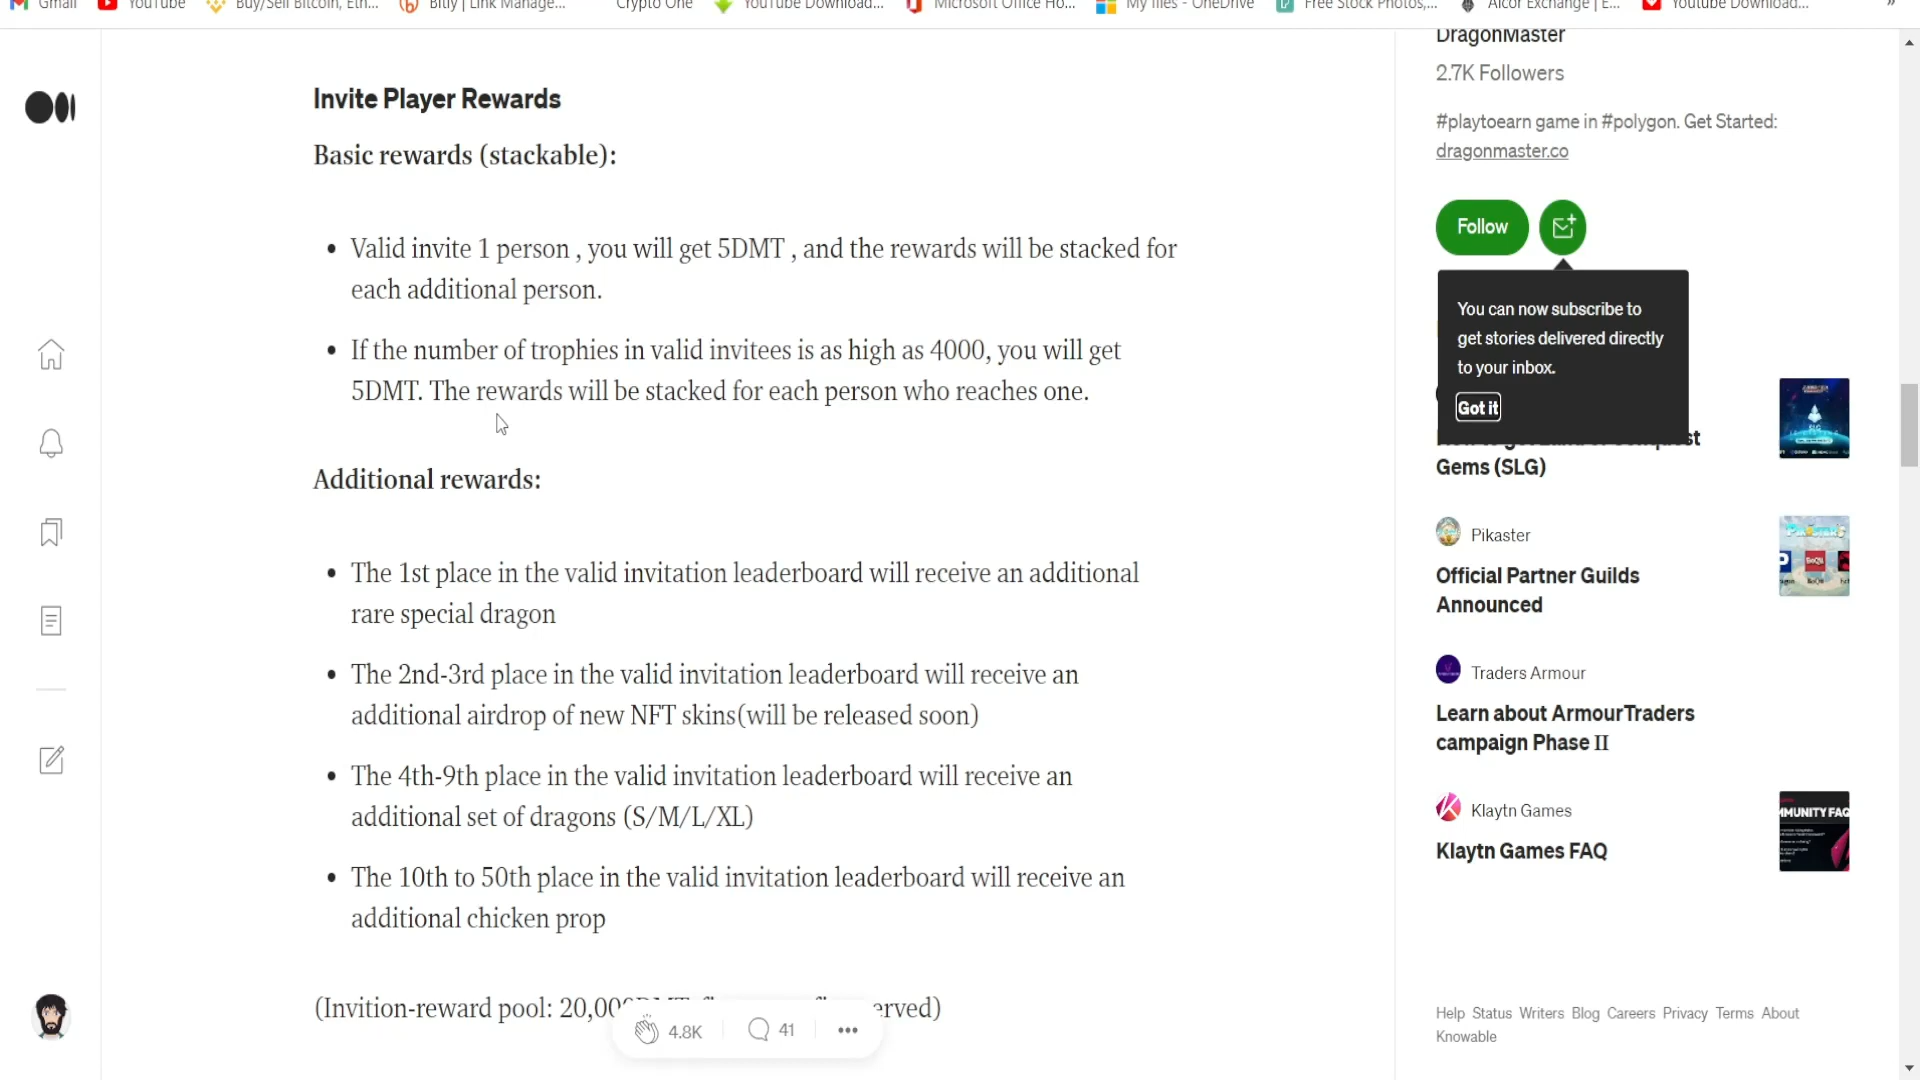 Gmail YouTube Buy/Sell Bitcoin, Eth... Bitly | Link Manage... Crypto One YouTube Download... Microsoft Office Ho... My files - OneDrive Free Stock Photos,... Alcor Exchange | E... Youtube Download... »
Invite Player Rewards
Basic rewards (stackable):
Valid invite 1 person , you will get 5DMT , and the rewards will be stacked for
each additional person.
If the number of trophies in valid invitees is as high as 4000, you will get
5DMT. The rewards will be stacked for each person who reaches one.
Additional rewards:
The 1st place in the valid invitation leaderboard will receive an additional
rare special dragon
The 2nd-3rd place in the valid invitation leaderboard will receive an
additional airdrop of new NFT skins(will be released soon)
The 4th-9th place in the valid invitation leaderboard will receive an
additional set of dragons (S/M/L/XL)
The 10th to 50th place in the valid invitation leaderboard will receive an
additional chicken prop
(Invition-reward pool: 20,000DMT
4.8K 41
DragonMaster
2.7K Followers
#playtoearn game in #polygon. Get Started:
dragonmaster.co
Follow
You can now subscribe to
get stories delivered directly
to your inbox.
Got it
Gems (SLG)
Pikaster
Official Partner Guilds
Announced
Traders Armour
Learn about ArmourTraders
campaign Phase II
Klaytn Games
Klaytn Games FAQ
Help Status Writers Blog Careers Privacy Terms About
Knowable